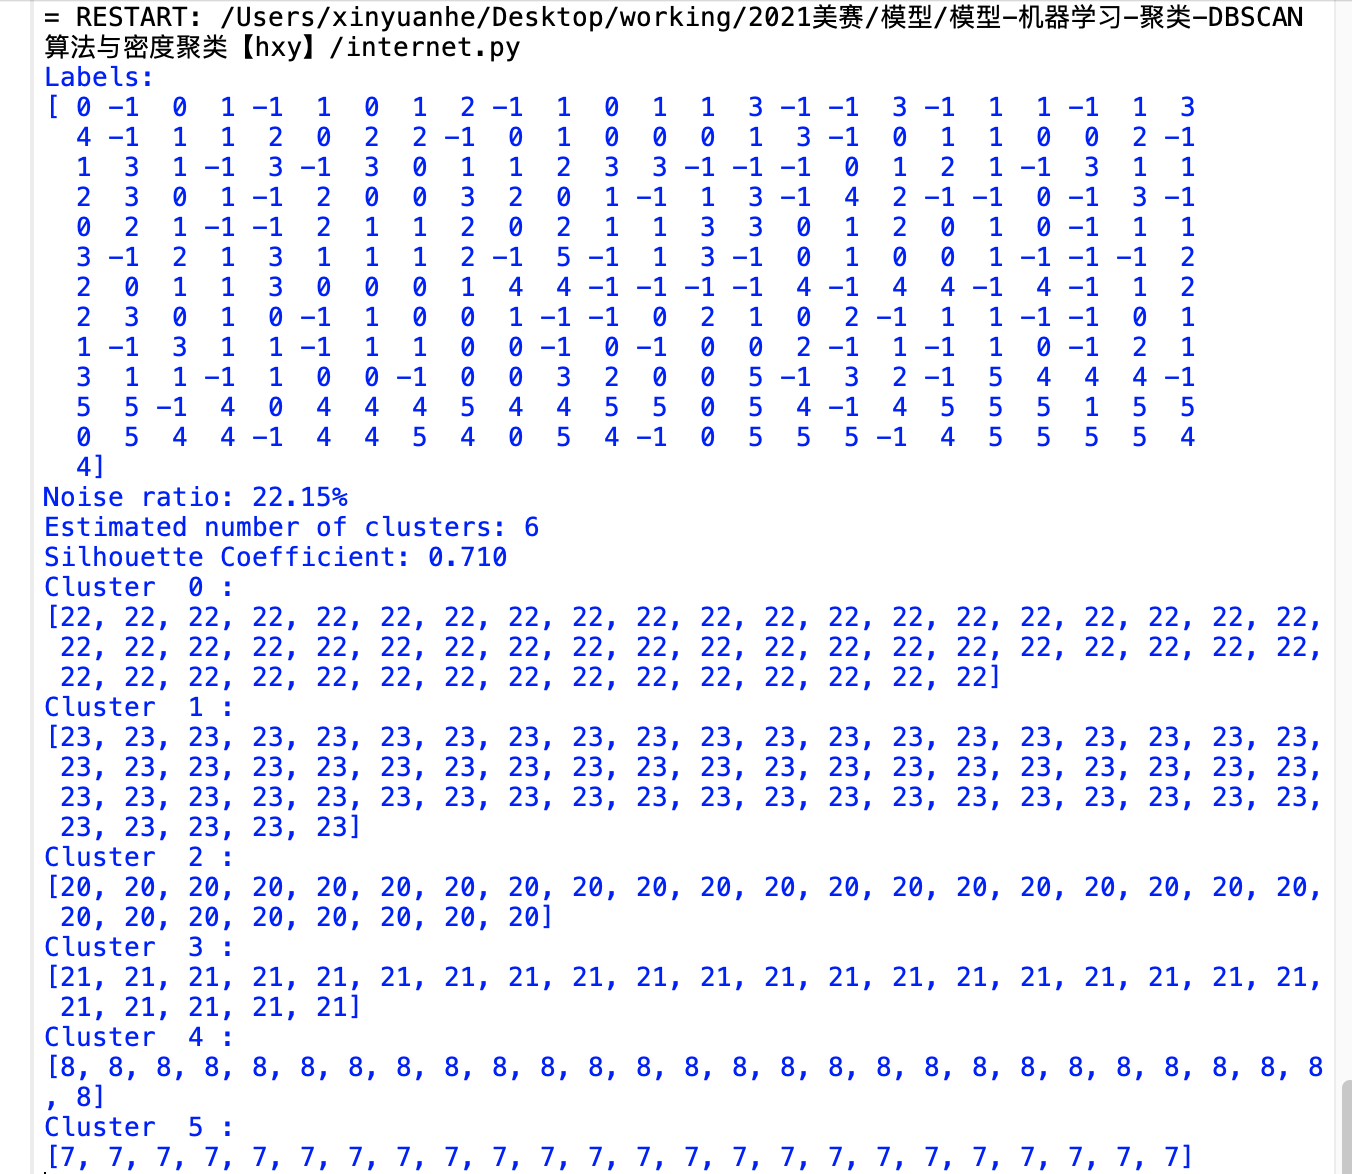 = RESTART: /Users/xinyuanhe/Desktop/working/2021美赛/模型/模型-机器学习-聚类-DBSCAN
算法与密度聚类【hxy】/internet.py
Labels:
[ 0 -1  0  1 -1  1  0  1  2 -1  1  0  1  1  3 -1 -1  3 -1  1  1 -1  1  3
  4 -1  1  1  2  0  2  2 -1  0  1  0  0  0  1  3 -1  0  1  1  0  0  2 -1
  1  3  1 -1  3 -1  3  0  1  1  2  3  3 -1 -1 -1  0  1  2  1 -1  3  1  1
  2  3  0  1 -1  2  0  0  3  2  0  1 -1  1  3 -1  4  2 -1 -1  0 -1  3 -1
  0  2  1 -1 -1  2  1  1  2  0  2  1  1  3  3  0  1  2  0  1  0 -1  1  1
  3 -1  2  1  3  1  1  1  2 -1  5 -1  1  3 -1  0  1  0  0  1 -1 -1 -1  2
  2  0  1  1  3  0  0  0  1  4  4 -1 -1 -1 -1  4 -1  4  4 -1  4 -1  1  2
  2  3  0  1  0 -1  1  0  0  1 -1 -1  0  2  1  0  2 -1  1  1 -1 -1  0  1
  1 -1  3  1  1 -1  1  1  0  0 -1  0 -1  0  0  2 -1  1 -1  1  0 -1  2  1
  3  1  1 -1  1  0  0 -1  0  0  3  2  0  0  5 -1  3  2 -1  5  4  4  4 -1
  5  5 -1  4  0  4  4  4  5  4  4  5  5  0  5  4 -1  4  5  5  5  1  5  5
  0  5  4  4 -1  4  4  5  4  0  5  4 -1  0  5  5  5 -1  4  5  5  5  5  4
  4]
Noise ratio: 22.15%
Estimated number of clusters: 6
Silhouette Coefficient: 0.710
Cluster  0 :
[22, 22, 22, 22, 22, 22, 22, 22, 22, 22, 22, 22, 22, 22, 22, 22, 22, 22, 22, 22,
 22, 22, 22, 22, 22, 22, 22, 22, 22, 22, 22, 22, 22, 22, 22, 22, 22, 22, 22, 22,
 22, 22, 22, 22, 22, 22, 22, 22, 22, 22, 22, 22, 22, 22, 22]
Cluster  1 :
[23, 23, 23, 23, 23, 23, 23, 23, 23, 23, 23, 23, 23, 23, 23, 23, 23, 23, 23, 23,
 23, 23, 23, 23, 23, 23, 23, 23, 23, 23, 23, 23, 23, 23, 23, 23, 23, 23, 23, 23,
 23, 23, 23, 23, 23, 23, 23, 23, 23, 23, 23, 23, 23, 23, 23, 23, 23, 23, 23, 23,
 23, 23, 23, 23, 23]
Cluster  2 :
[20, 20, 20, 20, 20, 20, 20, 20, 20, 20, 20, 20, 20, 20, 20, 20, 20, 20, 20, 20,
 20, 20, 20, 20, 20, 20, 20, 20]
Cluster  3 :
[21, 21, 21, 21, 21, 21, 21, 21, 21, 21, 21, 21, 21, 21, 21, 21, 21, 21, 21, 21,
 21, 21, 21, 21, 21]
Cluster  4 :
[8, 8, 8, 8, 8, 8, 8, 8, 8, 8, 8, 8, 8, 8, 8, 8, 8, 8, 8, 8, 8, 8, 8, 8, 8, 8, 8
, 8]
Cluster  5 :
[7, 7, 7, 7, 7, 7, 7, 7, 7, 7, 7, 7, 7, 7, 7, 7, 7, 7, 7, 7, 7, 7, 7, 7]